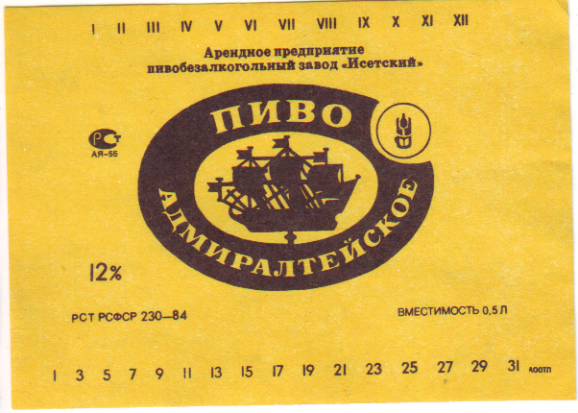 I II III IV V VI VII VIII IX X XI XII
Арендное предприятие
пивобезалкогольный завод «Исетский»
ПИВО
АДМИРАЛТЕЙСКОЕ
РСТ
АЯ—55
12%
РСТ РСФСР 230—84
ВМЕСТИМОСТЬ 0,5 Л
1 3 5 7 9 11 13 15 17 19 21 23 25 27 29 31